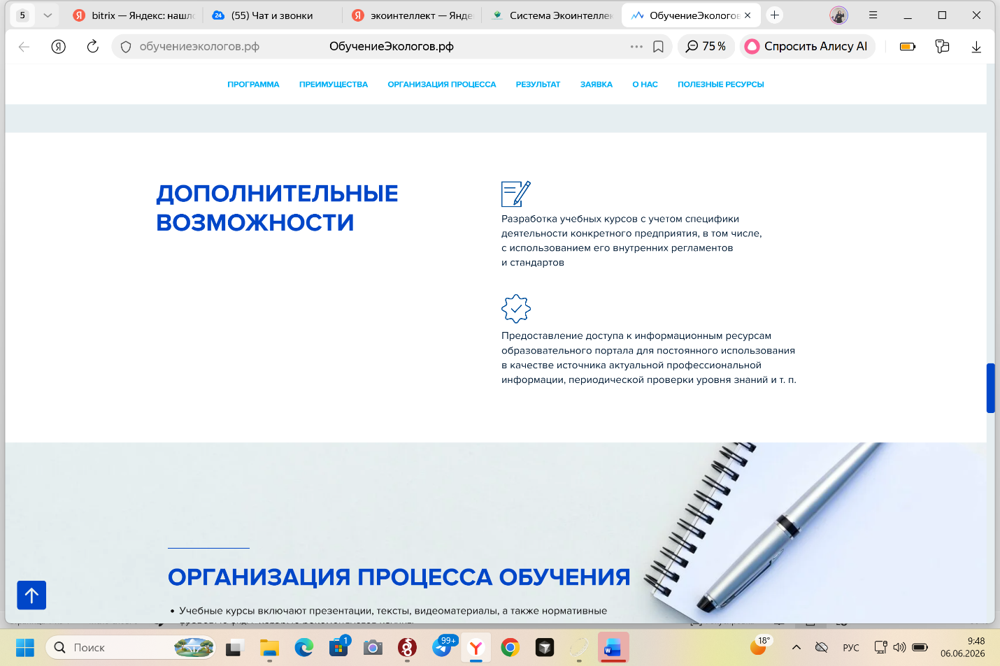 5
bitrix — Яндекс: нашло
24
(55) Чат и звонки
экоинтеллект — Яндекс
Система Экоинтеллект
ОбучениеЭкологов
обучениеэкологов.рф
ОбучениеЭкологов.рф
75 %
Спросить Алису AI
ПРОГРАММА
ПРЕИМУЩЕСТВА
ОРГАНИЗАЦИЯ ПРОЦЕССА
РЕЗУЛЬТАТ
ЗАЯВКА
О НАС
ПОЛЕЗНЫЕ РЕСУРСЫ
ДОПОЛНИТЕЛЬНЫЕ
ВОЗМОЖНОСТИ
Разработка учебных курсов с учетом специфики
деятельности конкретного предприятия, в том числе,
с использованием его внутренних регламентов
и стандартов
Предоставление доступа к информационным ресурсам
образовательного портала для постоянного использования
в качестве источника актуальной профессиональной
информации, периодической проверки уровня знаний и т. п.
ОРГАНИЗАЦИЯ ПРОЦЕССА ОБУЧЕНИЯ
• Учебные курсы включают презентации, тексты, видеоматериалы, а также нормативные
Поиск
1
99+
18°
РУС
9:48
06.06.2026